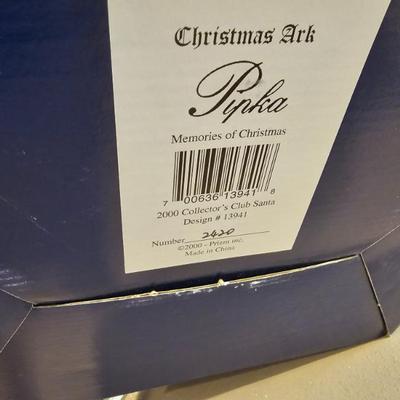 Christmas Ark
Pipka
Memories of Christmas
7 00636 13941 8
2000 Collector's Club Santa
Design # 13941
Number 2420
©2000 - Prizm inc.
Made in China